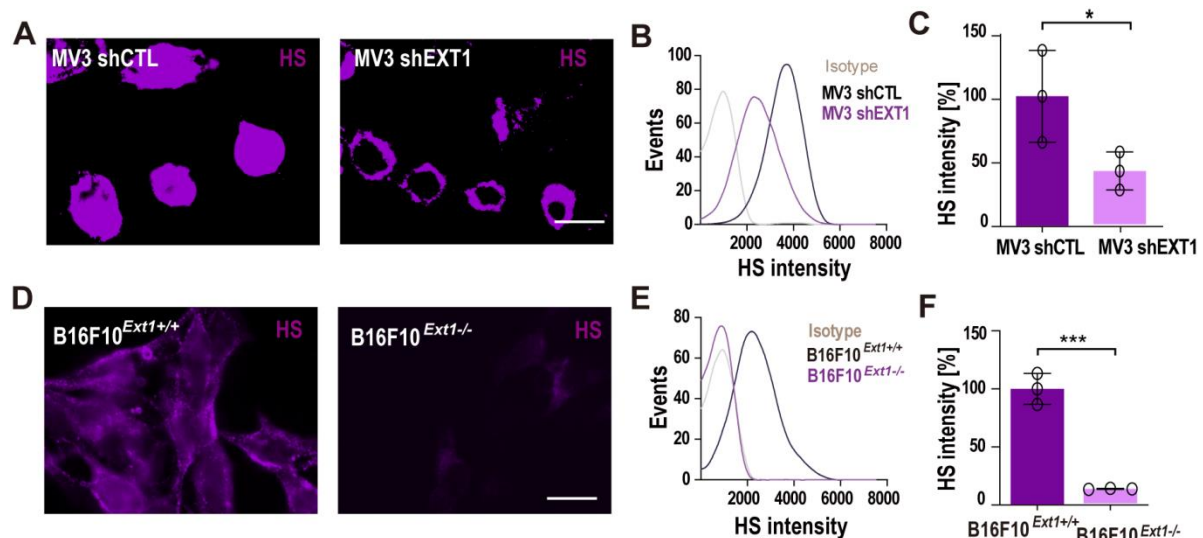 A
MV3 shCTL
HS
MV3 shEXT1
HS
B
100
80
60
40
20
0
Events
2000 4000 6000 8000
HS intensity
Isotype
MV3 shCTL
MV3 shEXT1
C
*
150
100
50
0
HS intensity [%]
MV3 shCTL MV3 shEXT1
D
B16F10 Ext1+/+
HS
B16F10 Ext1-/-
HS
E
80
60
40
20
0
Events
2000 4000 6000 8000
HS intensity
Isotype
B16F10 Ext1+/+
B16F10 Ext1-/-
F
***
150
100
50
0
HS intensity [%]
B16F10 Ext1+/+ B16F10 Ext1-/-